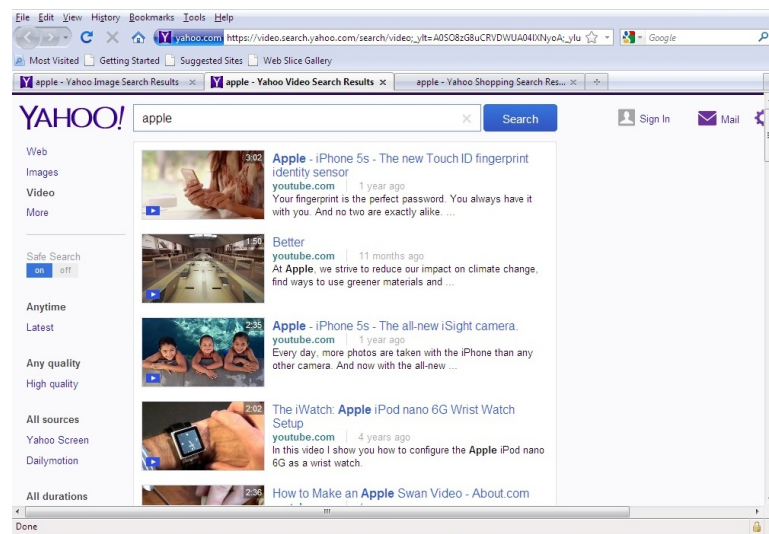 File Edit View History Bookmarks Tools Help
yahoo.com https://video.search.yahoo.com/search/video;_ylt=A0SO8zG8uCRVDWUA04lXNyoA;_ylu Google
Most Visited Getting Started Suggested Sites Web Slice Gallery
apple - Yahoo Image Search Results apple - Yahoo Video Search Results apple - Yahoo Shopping Search Res...
YAHOO! apple Search Sign In Mail
Web
Images
Video
More
Safe Search
on off
Anytime
Latest
Any quality
High quality
All sources
Yahoo Screen
Dailymotion
All durations
3:02
Apple - iPhone 5s - The new Touch ID fingerprint
identity sensor
youtube.com 1 year ago
Your fingerprint is the perfect password. You always have it
with you. And no two are exactly alike. ...
1:50
Better
youtube.com 11 months ago
At Apple, we strive to reduce our impact on climate change,
find ways to use greener materials and ...
2:35
Apple - iPhone 5s - The all-new iSight camera.
youtube.com 1 year ago
Every day, more photos are taken with the iPhone than any
other camera. And now with the all-new ...
2:02
The iWatch: Apple iPod nano 6G Wrist Watch
Setup
youtube.com 4 years ago
In this video I show you how to configure the Apple iPod nano
6G as a wrist watch.
2:36
How to Make an Apple Swan Video - About.com
Done